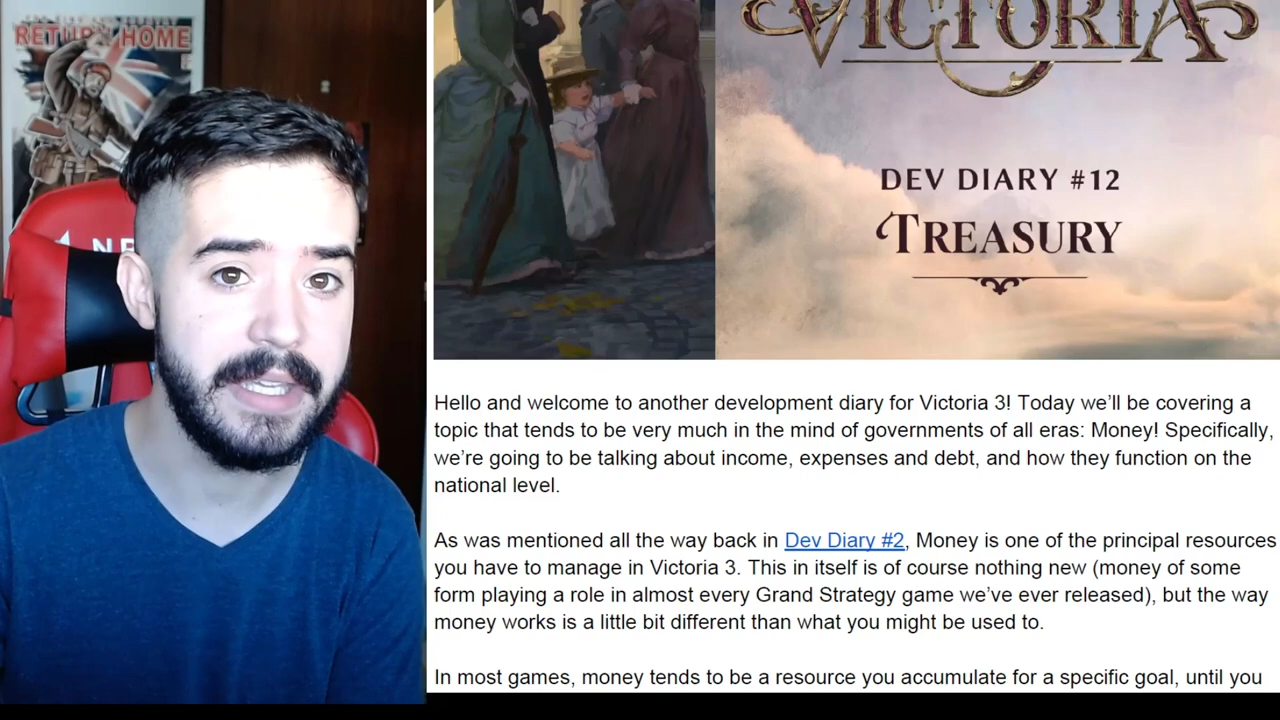 RETURN HOME
NE
VICTORIA
DEV DIARY #12
TREASURY
Hello and welcome to another development diary for Victoria 3! Today we’ll be covering a
topic that tends to be very much in the mind of governments of all eras: Money! Specifically,
we’re going to be talking about income, expenses and debt, and how they function on the
national level.
As was mentioned all the way back in Dev Diary #2, Money is one of the principal resources
you have to manage in Victoria 3. This in itself is of course nothing new (money of some
form playing a role in almost every Grand Strategy game we’ve ever released), but the way
money works is a little bit different than what you might be used to.
In most games, money tends to be a resource you accumulate for a specific goal, until you